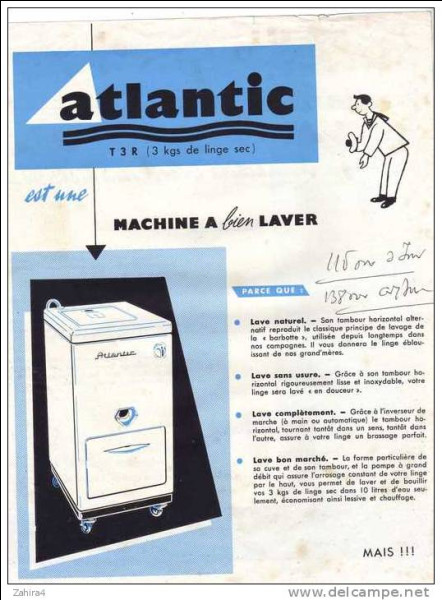 atlantic
T3R (3 kgs de linge sec)
est une
MACHINE A bien LAVER
PARCE QUE :
Lave naturel. — Son tambour horizontal alter-
natif reproduit le classique principe de lavage de
la « barbotte », utilisée depuis longtemps dans
nos campagnes. Il vous donnera le linge éblou-
issant de nos grand'mères.
Lave sans usure. — Grâce à son tambour ho-
rizontal rigoureusement lisse et inoxydable, votre
linge sera lavé « en douceur ».
Lave complètement. — Grâce à l'inverseur de
marche (à main ou automatique) le tambour ho-
rizontal, tournant tantôt dans un sens, tantôt dans
l'autre, assure à votre linge un brassage parfait.
Lave bon marché. — La forme particulière de
sa cuve et de son tambour, et la pompe à grand
débit qui assure l'arrosage constant de votre linge
par le haut, vous permet de laver et de bouillir
vos 3 kgs de linge sec dans 10 litres d'eau seu-
lement, économisant ainsi lessive et chauffage.
Atlantic
MAIS !!!
Zahira4
© delcampe.net